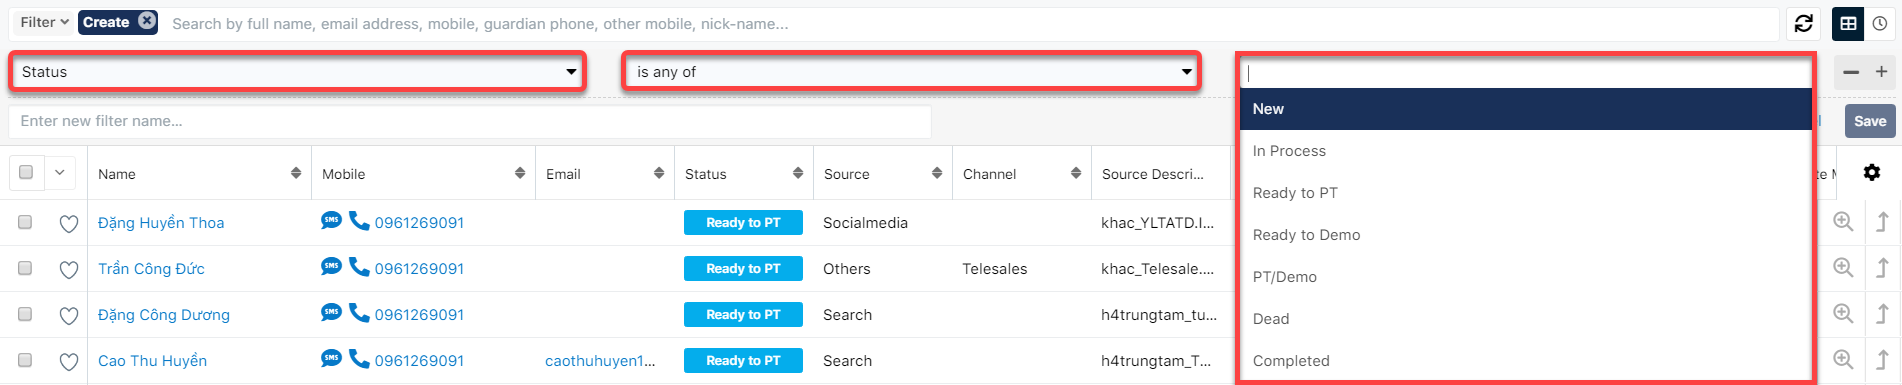 Filter Create Search by full name, email address, mobile, guardian phone, other mobile, nick-name...
Status is any of
New
Enter new filter name... Save
In Process
Name Mobile Email Status Source Channel Source Descri...
Ready to PT
Đặng Huyền Thoa SMS 0961269091 Ready to PT Socialmedia khac_YLTATD.I...
Ready to Demo
Trần Công Đức SMS 0961269091 Ready to PT Others Telesales khac_Telesale....
PT/Demo
Đặng Công Dương SMS 0961269091 Ready to PT Search h4trungtam_tu...
Dead
Cao Thu Huyền SMS 0961269091 caothuhuyen1... Ready to PT Search h4trungtam_T...
Completed